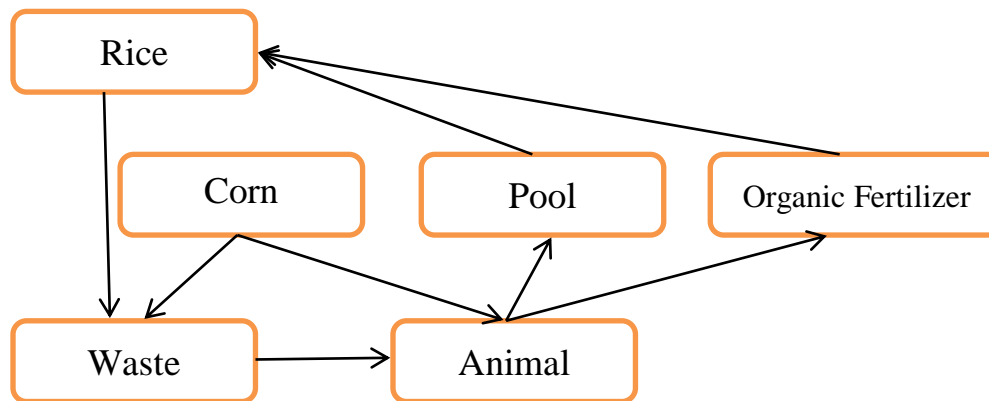 Rice
Corn
Pool
Organic Fertilizer
Waste
Animal